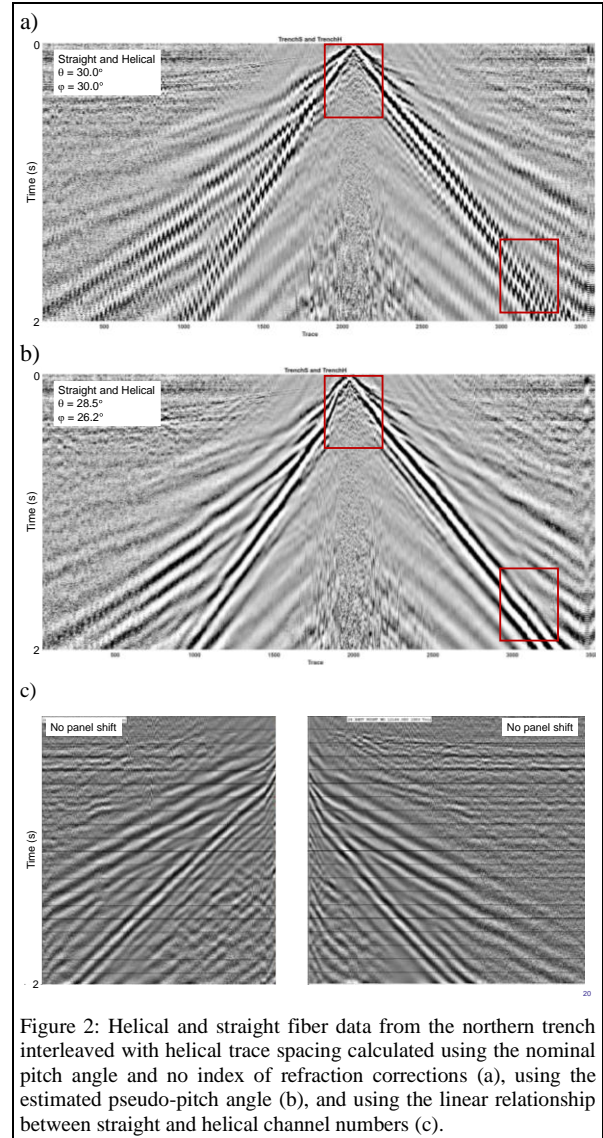 a)
TrenchS and TrenchH
0
Straight and Helical
θ = 30.0°
φ = 30.0°
Time (s)
2
500
1000
1500
2000
2500
3000
3500
Trace
b)
TrenchS and TrenchH
0
Straight and Helical
θ = 28.5°
φ = 26.2°
Time (s)
2
500
1000
1500
2000
2500
3000
Trace
c)
No panel shift
No panel shift
Time (s)
2
20
Figure 2: Helical and straight fiber data from the northern trench
interleaved with helical trace spacing calculated using the nominal
pitch angle and no index of refraction corrections (a), using the
estimated pseudo-pitch angle (b), and using the linear relationship
between straight and helical channel numbers (c).